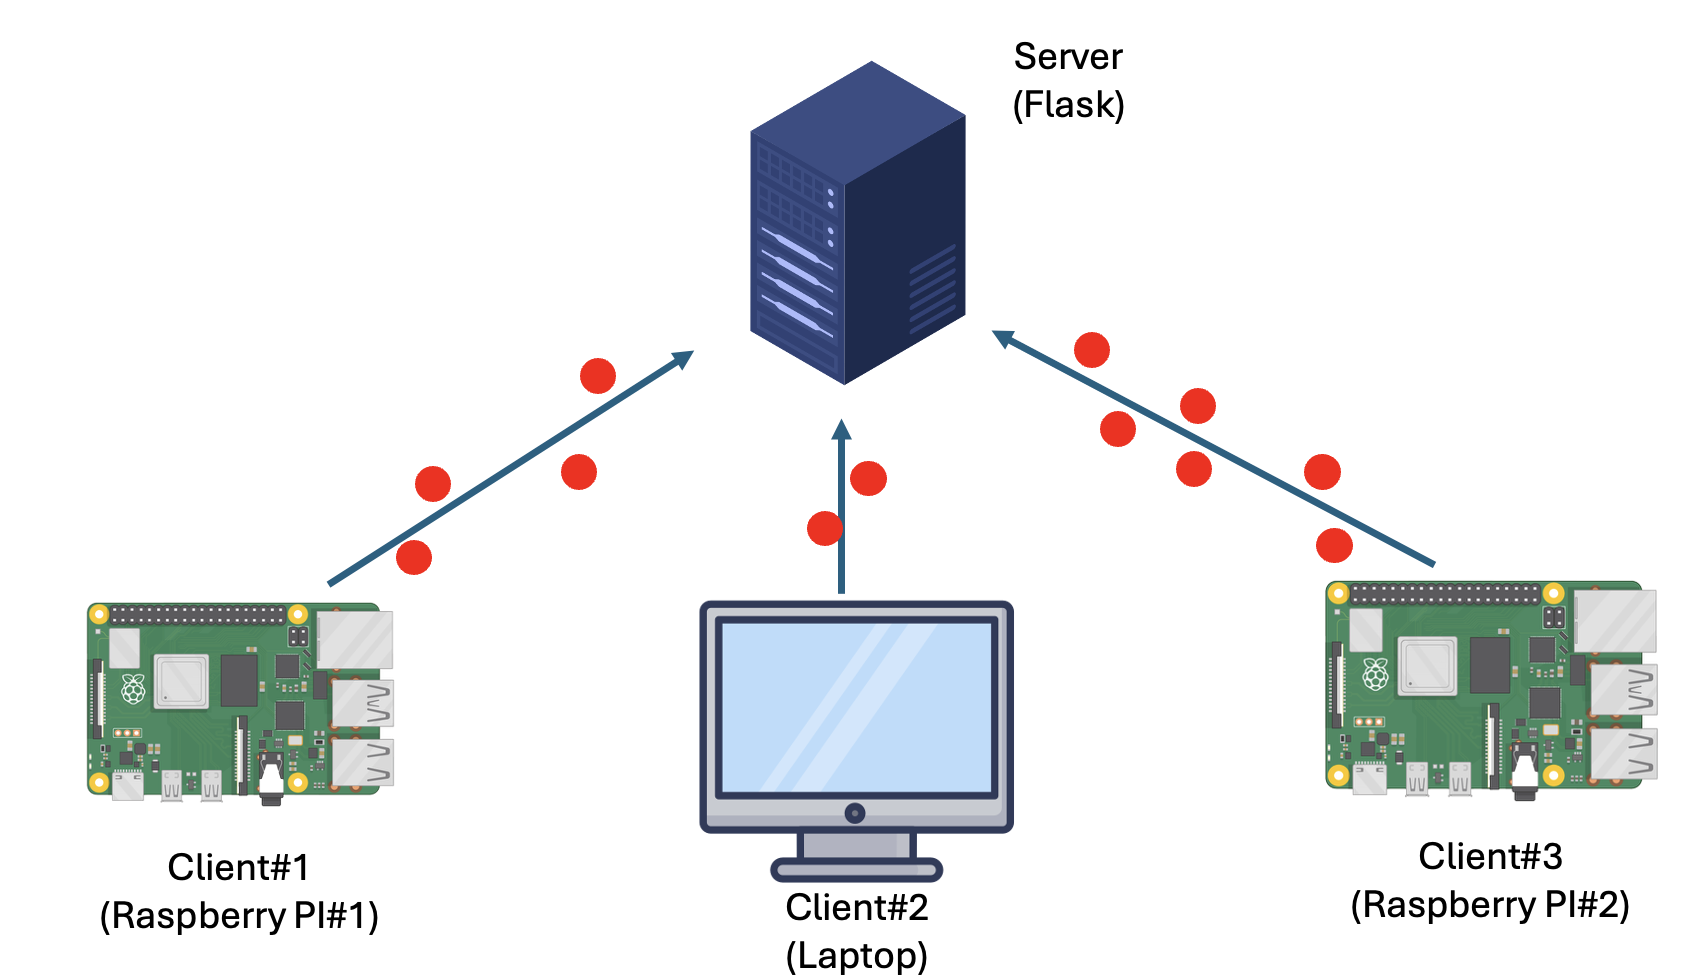 Server
(Flask)
Client#1
(Raspberry PI#1)
Client#2
(Laptop)
Client#3
(Raspberry PI#2)